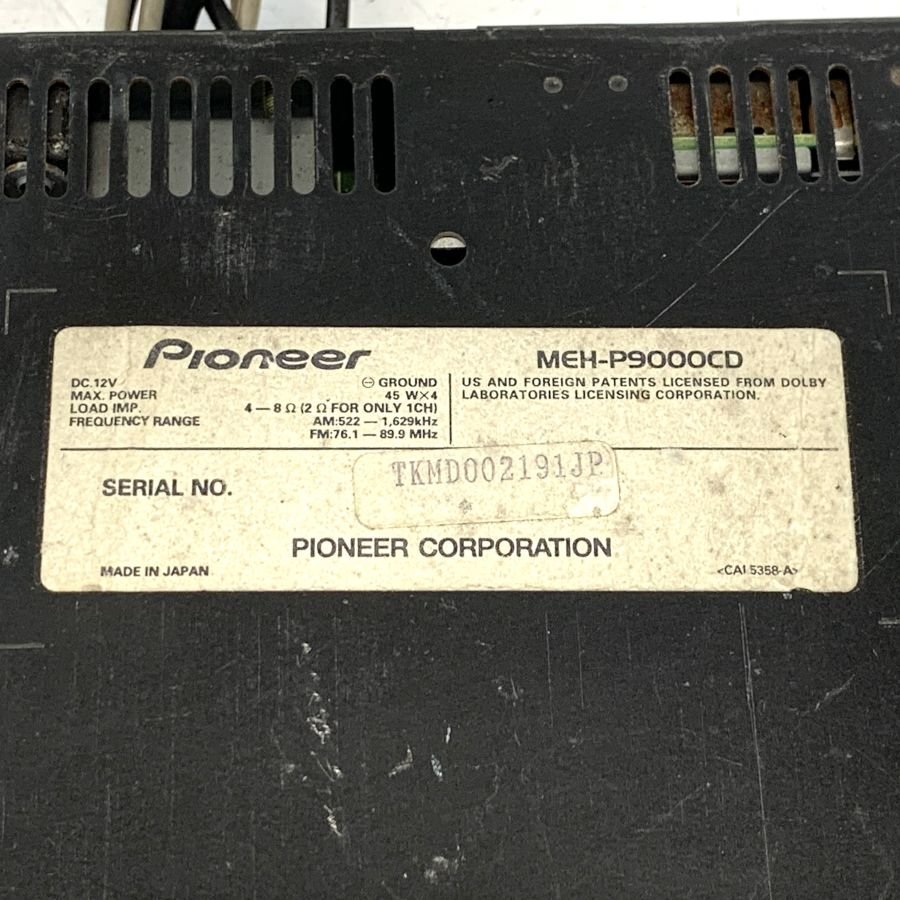 Pioneer
MEH-P9000CD
DC.12V ⊖ GROUND
MAX. POWER 45 W×4
LOAD IMP. 4 — 8 Ω (2 Ω FOR ONLY 1CH)
FREQUENCY RANGE AM:522 — 1,629kHz
FM:76.1 — 89.9 MHz
US AND FOREIGN PATENTS LICENSED FROM DOLBY
LABORATORIES LICENSING CORPORATION.
SERIAL NO. TKMD002191JP
PIONEER CORPORATION
MADE IN JAPAN <CAL5358-A>